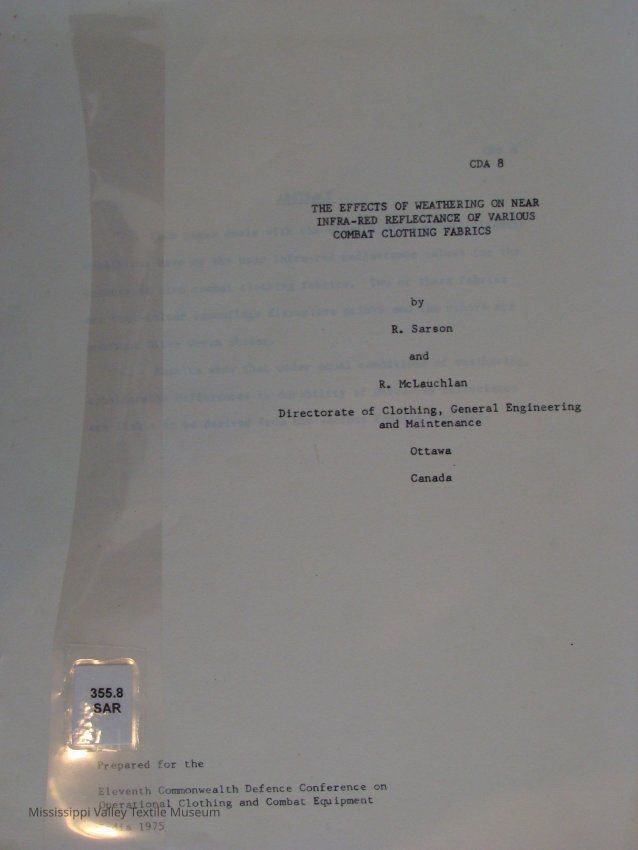 CDA 8
THE EFFECTS OF WEATHERING ON NEAR
INFRA-RED REFLECTANCE OF VARIOUS
COMBAT CLOTHING FABRICS
by
R. Sarson
and
R. McLauchlan
Directorate of Clothing, General Engineering
and Maintenance
Ottawa
Canada
355.8
SAR
Prepared for the
Eleventh Commonwealth Defence Conference on
Operational Clothing and Combat Equipment
Mississippi Valley Textile Museum
India 1975